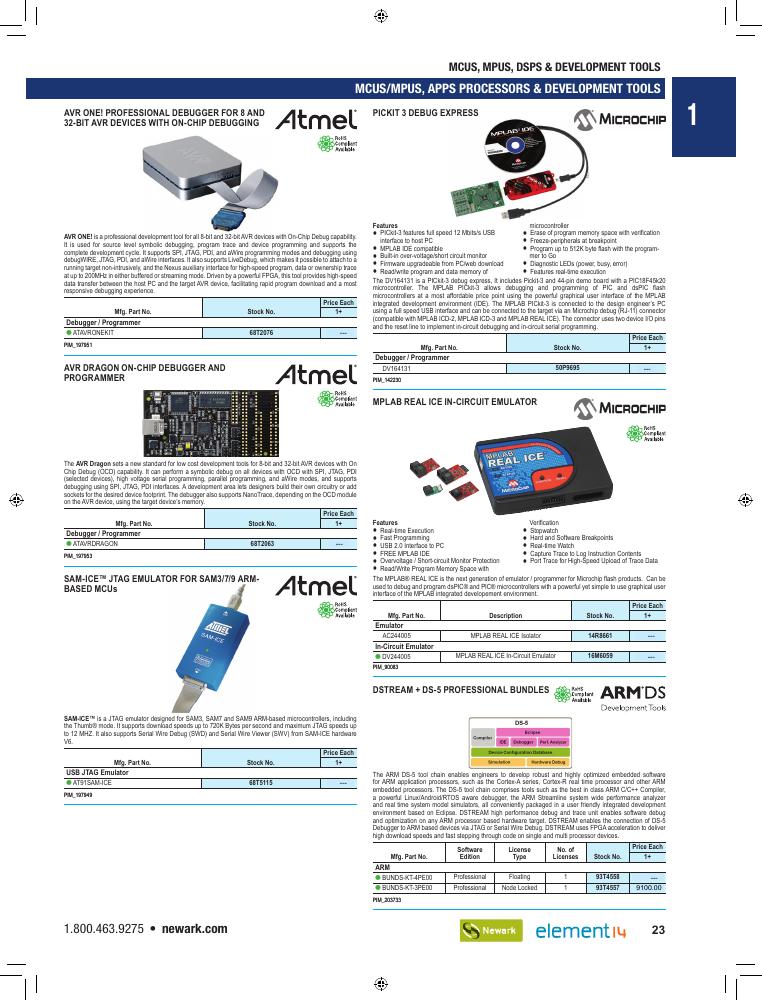 MCUS, MPUS, DSPS & DEVELOPMENT TOOLS
MCUS/MPUS, APPS PROCESSORS & DEVELOPMENT TOOLS
1
AVR ONE! PROFESSIONAL DEBUGGER FOR 8 AND
32-BIT AVR DEVICES WITH ON-CHIP DEBUGGING
Atmel
RoHS
Compliant
Available
AVR ONE! is a professional development tool for all 8-bit and 32-bit AVR devices with On-Chip Debug capability.
It is used for source level symbolic debugging, program trace and device programming and supports the
complete development cycle. It supports SPI, JTAG, PDI, and aWire programming modes and debugging using
debugWIRE, JTAG, PDI, and aWire interfaces. It also supports LiveDebug, which makes it possible to attach to a
running target non-intrusively, and the Nexus auxiliary interface for high-speed program, data or ownership trace
at up to 200MHz in either buffered or streaming mode. Driven by a powerful FPGA, this tool provides high-speed
data transfer between the host PC and the target AVR device, facilitating rapid program download and a most
responsive debugging experience.
Mfg. Part No. Stock No. Price Each
1+
Debugger / Programmer
ATAVRONEKIT 68T2076 ---
PIM_197951
AVR DRAGON ON-CHIP DEBUGGER AND
PROGRAMMER
Atmel
RoHS
Compliant
Available
The AVR Dragon sets a new standard for low cost development tools for 8-bit and 32-bit AVR devices with On
Chip Debug (OCD) capability. It can perform a symbolic debug on all devices with OCD with SPI, JTAG, PDI
(selected devices), high voltage serial programming, parallel programming, and aWire modes, and supports
debugging using SPI, JTAG, PDI interfaces. A development area lets designers build their own circuitry or add
sockets for the desired device footprint. The debugger also supports NanoTrace, depending on the OCD module
on the AVR device, using the target device's memory.
Mfg. Part No. Stock No. Price Each
1+
Debugger / Programmer
ATAVRDRAGON 68T2063 ---
PIM_197953
SAM-ICE™ JTAG EMULATOR FOR SAM3/7/9 ARM-
BASED MCUs
Atmel
RoHS
Compliant
Available
ATMEL
SAM-ICE
SAM-ICE™ is a JTAG emulator designed for SAM3, SAM7 and SAM9 ARM-based microcontrollers, including
the Thumb® mode. It supports download speeds up to 720K Bytes per second and maximum JTAG speeds up
to 12 MHZ. It also supports Serial Wire Debug (SWD) and Serial Wire Viewer (SWV) from SAM-ICE hardware
V6.
Mfg. Part No. Stock No. Price Each
1+
USB JTAG Emulator
AT91SAM-ICE 68T5115 ---
PIM_197949
PICKIT 3 DEBUG EXPRESS
MICROCHIP
MPLAB IDE
RoHS
Compliant
Available
Features
PICkit-3 features full speed 12 Mbits/s USB
interface to host PC
MPLAB IDE compatible
Built-in over-voltage/short circuit monitor
Firmware upgradeable from PC/web download
Read/write program and data memory of
microcontroller
Erase of program memory space with verification
Freeze-peripherals at breakpoint
Program up to 512K byte flash with the program-
mer to Go
Diagnostic LEDs (power, busy, error)
Features real-time execution
The DV164131 is a PICkit-3 debug express, It includes Pickit-3 and 44-pin demo board with a PIC18F45k20
microcontroller. The MPLAB PICkit-3 allows debugging and programming of PIC and dsPIC flash
microcontrollers at a most affordable price point using the powerful graphical user interface of the MPLAB
integrated development environment (IDE). The MPLAB PICkit-3 is connected to the design engineer's PC
using a full speed USB interface and can be connected to the target via an Microchip debug (RJ-11) connector
(compatible with MPLAB ICD-2, MPLAB ICD-3 and MPLAB REAL ICE). The connector uses two device I/O pins
and the reset line to implement in-circuit debugging and in-circuit serial programming.
Mfg. Part No. Stock No. Price Each
1+
Debugger / Programmer
DV164131 50P9695 ---
PIM_142230
MPLAB REAL ICE IN-CIRCUIT EMULATOR
MICROCHIP
RoHS
Compliant
Available
MPLAB
REAL ICE
MICROCHIP
Features
Real-time Execution
Fast Programming
USB 2.0 Interface to PC
FREE MPLAB IDE
Overvoltage / Short-circuit Monitor Protection
Read/Write Program Memory Space with
Verification
Stopwatch
Hard and Software Breakpoints
Real-time Watch
Capture Trace to Log Instruction Contents
Port Trace for High-Speed Upload of Trace Data
The MPLAB® REAL ICE is the next generation of emulator / programmer for Microchip flash products. Can be
used to debug and program dsPIC® and PIC® microcontrollers with a powerful yet simple to use graphical user
interface of the MPLAB integrated developement environment.
Mfg. Part No. Description Stock No. Price Each
1+
Emulator
AC244005 MPLAB REAL ICE Isolator 14R8661 ---
In-Circuit Emulator
DV244005 MPLAB REAL ICE In-Circuit Emulator 16M6059 ---
PIM_90083
DSTREAM + DS-5 PROFESSIONAL BUNDLES
RoHS
Compliant
Available
ARM DS
Development Tools
DS-5
Compiler
Eclipse
IDE Debugger Perf. Analyzer
Device Configuration Database
Simulation Hardware Debug
The ARM DS-5 tool chain enables engineers to develop robust and highly optimized embedded software
for ARM application processors, such as the Cortex-A series, Cortex-R real time processor and other ARM
embedded processors. The DS-5 tool chain comprises tools such as the best in class ARM C/C++ Compiler,
a powerful Linux/Android/RTOS aware debugger, the ARM Streamline system wide performance analyzer
and real time system model simulators, all conveniently packaged in a user friendly integrated development
environment based on Eclipse. DSTREAM high performance debug and trace unit enables software debug
and optimization on any ARM processor based hardware target. DSTREAM enables the connection of DS-5
Debugger to ARM based devices via JTAG or Serial Wire Debug. DSTREAM uses FPGA acceleration to deliver
high download speeds and fast stepping through code on single and multi processor devices.
Mfg. Part No. Software Edition License Type No. of Licenses Stock No. Price Each
1+
ARM
BUNDS-KT-4PE00 Professional Floating 1 93T4558 ---
BUNDS-KT-3PE00 Professional Node Locked 1 93T4557 9100.00
PIM_203733
1.800.463.9275 • newark.com
Newark
element14
23